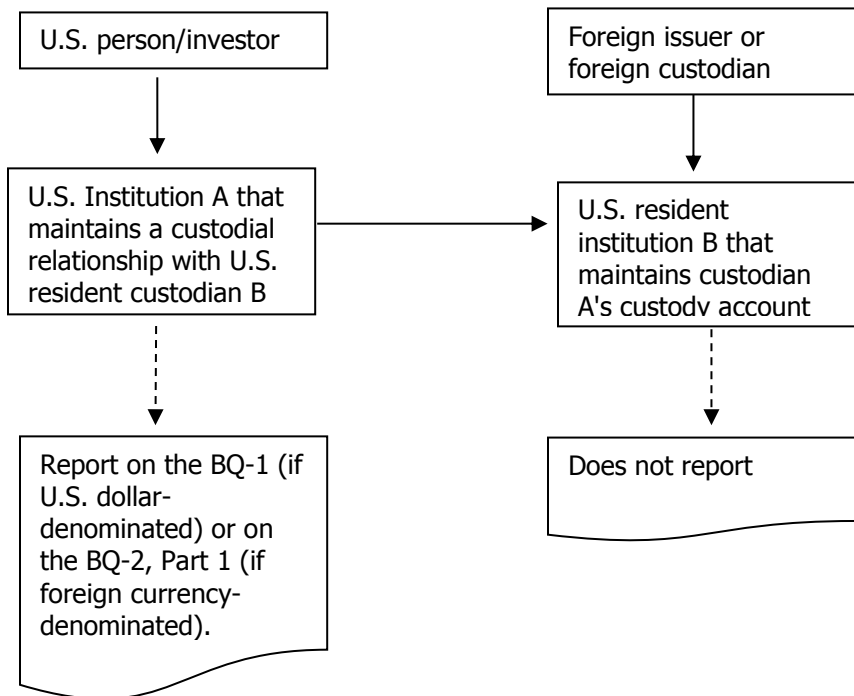 U.S. person/investor
Foreign issuer or
foreign custodian
U.S. Institution A that
maintains a custodial
relationship with U.S.
resident custodian B
U.S. resident
institution B that
maintains custodian
A's custody account
Report on the BQ-1 (if
U.S. dollar-
denominated) or on
the BQ-2, Part 1 (if
foreign currency-
denominated).
Does not report